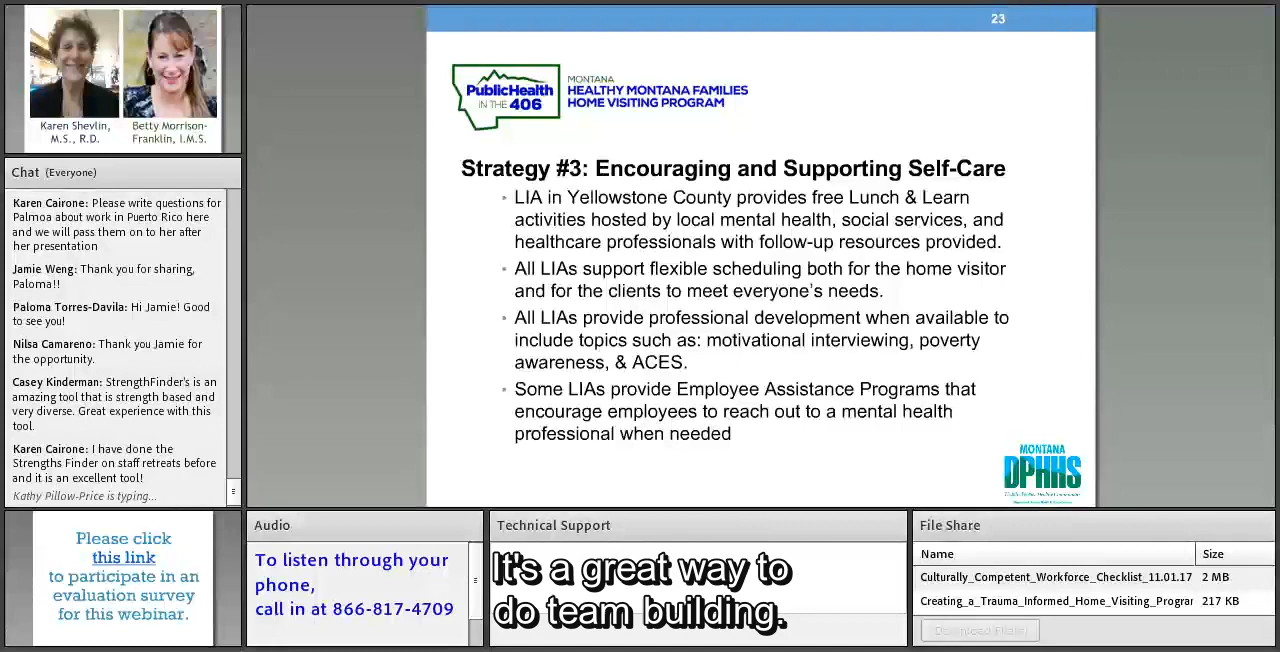 Karen Shevlin,
M.S., R.D.
Betty Morrison-
Franklin, I.M.S.
Chat (Everyone)
Karen Cairone: Please write questions for
Palmoa about work in Puerto Rico here
and we will pass them on to her after
her presentation
Jamie Weng: Thank you for sharing,
Paloma!!
Paloma Torres-Davila: Hi Jamie! Good
to see you!
Nilsa Camareno: Thank you Jamie for
the opportunity.
Casey Kinderman: StrengthFinder's is an
amazing tool that is strength based and
very diverse. Great experience with this
tool.
Karen Cairone: I have done the
Strengths Finder on staff retreats before
and it is an excellent tool!
Kathy Pillow-Price is typing...
Please click
this link
to participate in an
evaluation survey
for this webinar.
23
PublicHealth
IN THE 406
MONTANA
HEALTHY MONTANA FAMILIES
HOME VISITING PROGRAM
Strategy #3: Encouraging and Supporting Self-Care
• LIA in Yellowstone County provides free Lunch & Learn
activities hosted by local mental health, social services, and
healthcare professionals with follow-up resources provided.
• All LIAs support flexible scheduling both for the home visitor
and for the clients to meet everyone's needs.
• All LIAs provide professional development when available to
include topics such as: motivational interviewing, poverty
awareness, & ACES.
• Some LIAs provide Employee Assistance Programs that
encourage employees to reach out to a mental health
professional when needed
MONTANA
DPHHS
Audio
To listen through your
phone,
call in at 866-817-4709
Technical Support
It's a great way to
do team building.
File Share
Name Size
Culturally_Competent_Workforce_Checklist_11.01.17 2 MB
Creating_a_Trauma_Informed_Home_Visiting_Prograr 217 KB
Download File(s)